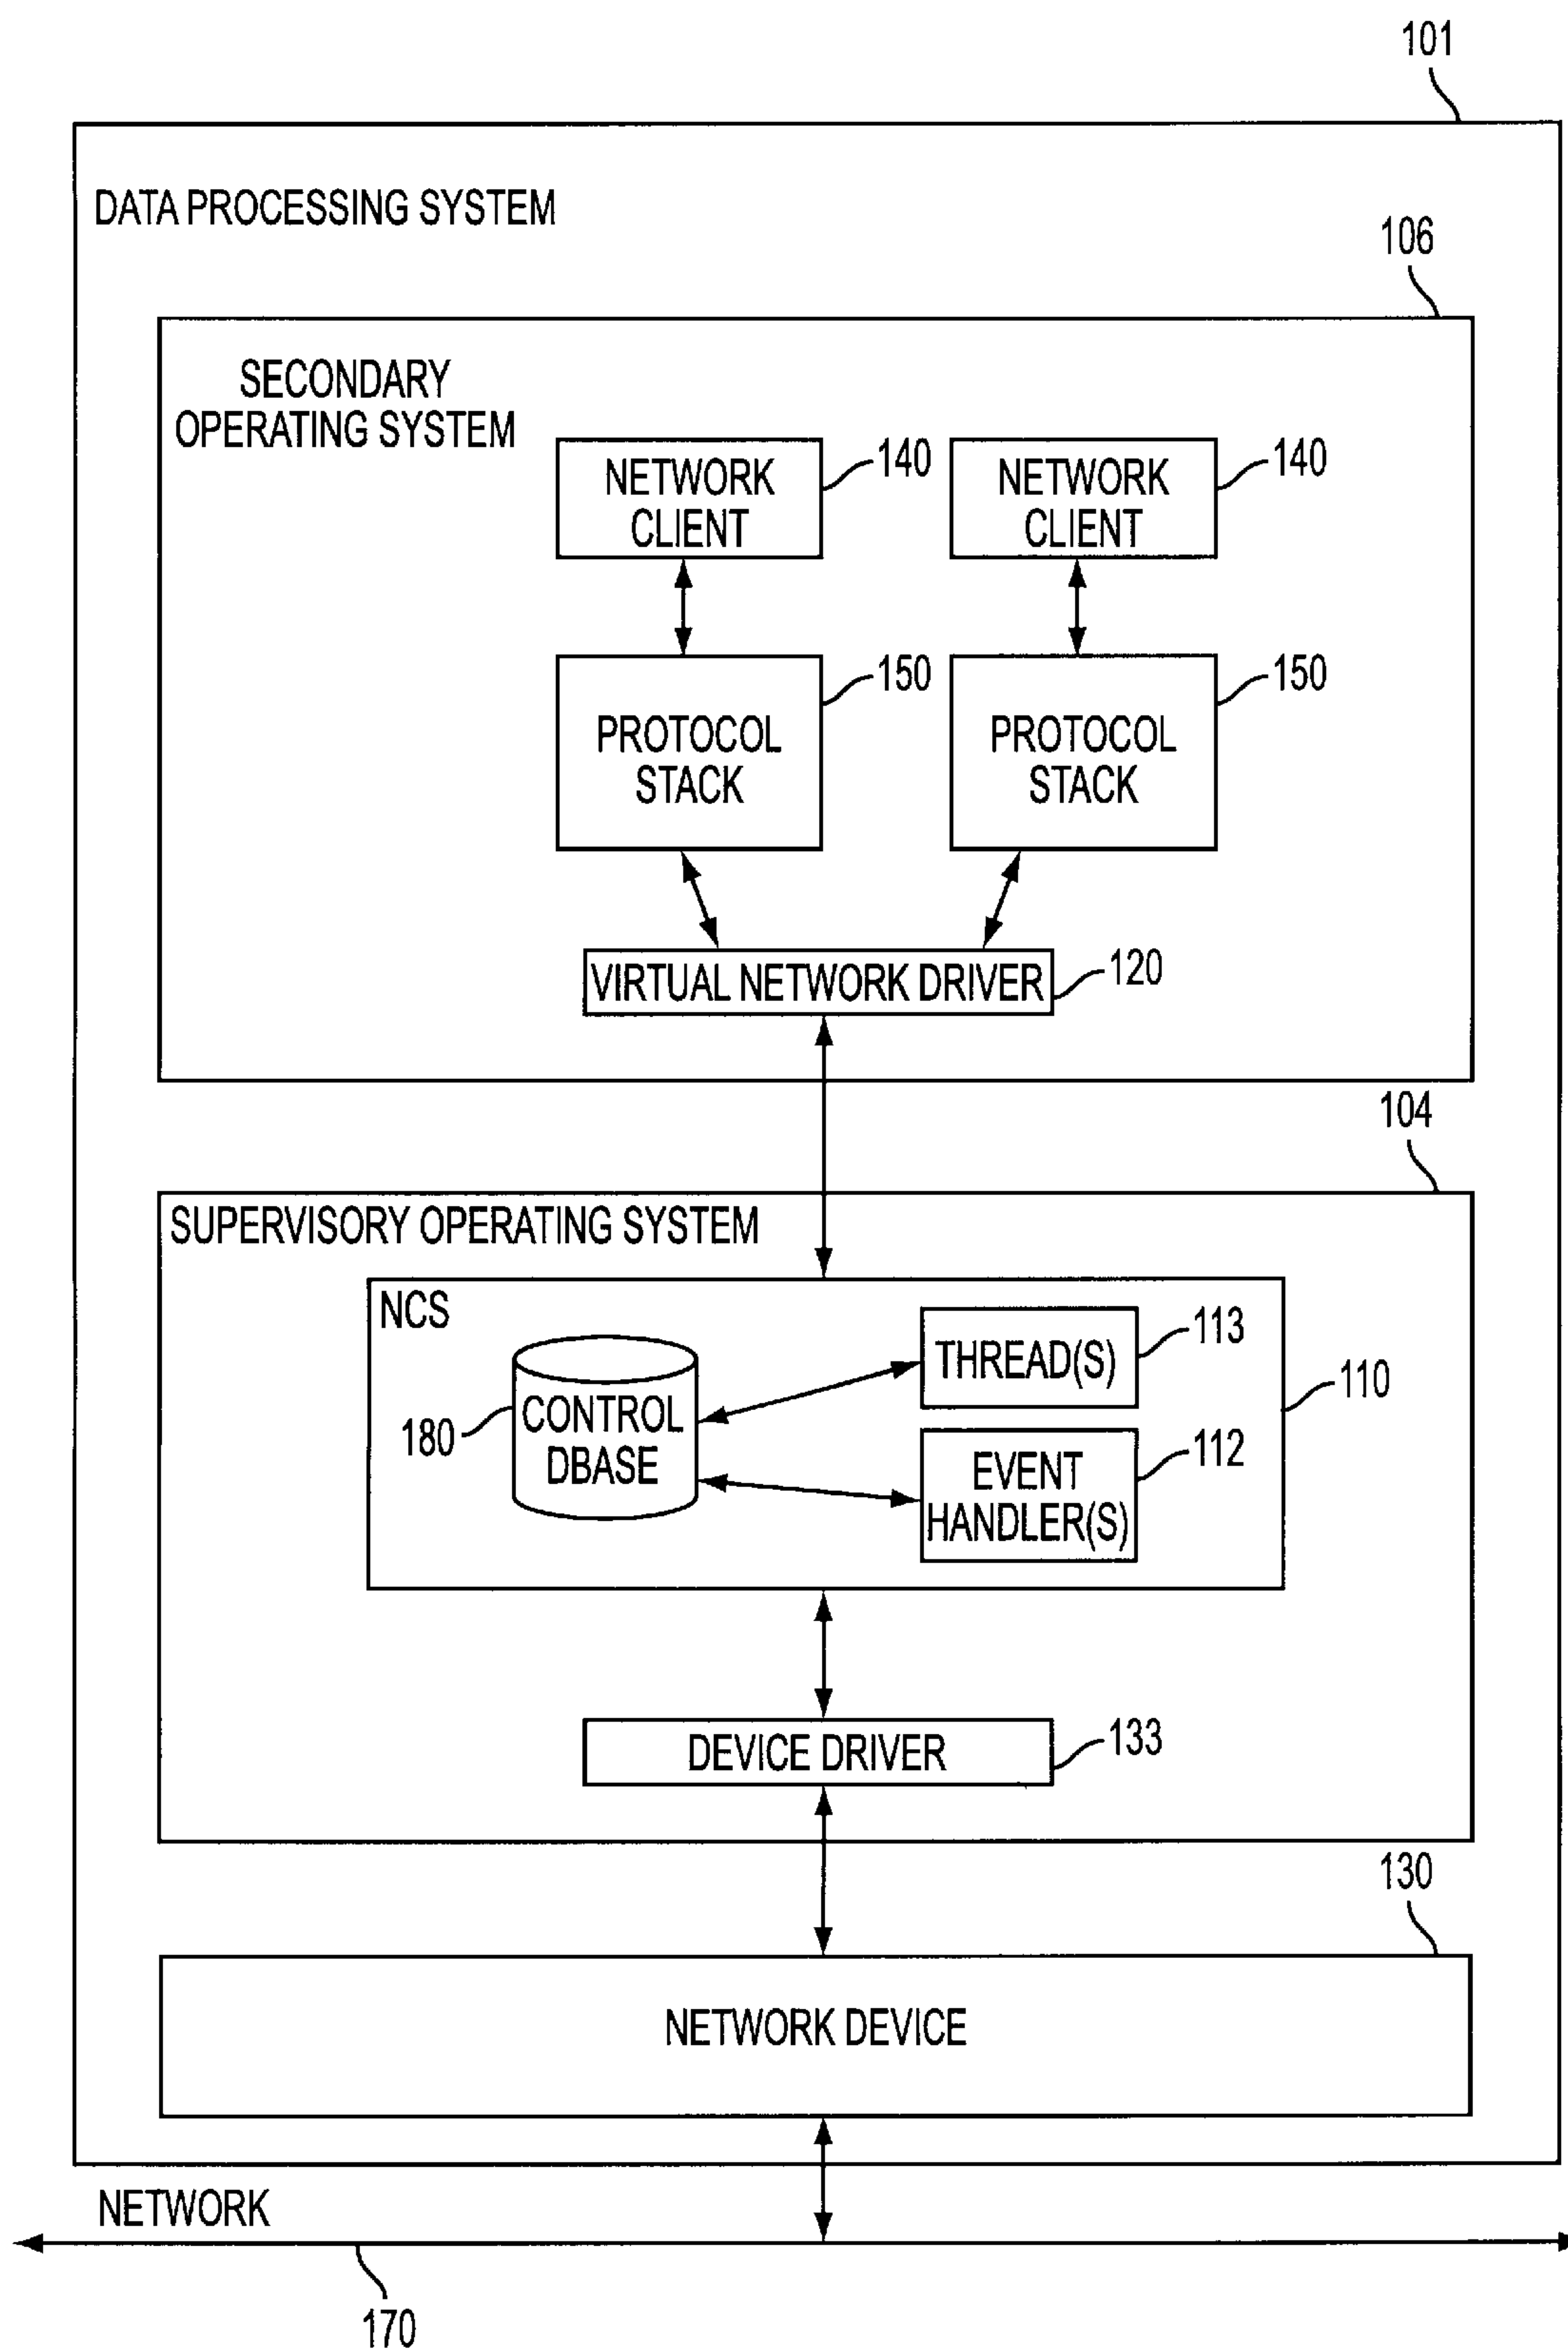 101
DATA PROCESSING SYSTEM
106
SECONDARY
OPERATING SYSTEM
NETWORK
CLIENT
140
NETWORK
CLIENT
140
PROTOCOL
STACK
150
PROTOCOL
STACK
150
VIRTUAL NETWORK DRIVER
120
104
SUPERVISORY OPERATING SYSTEM
NCS
THREAD(S)
113
110
180
CONTROL
DBASE
EVENT
HANDLER(S)
112
DEVICE DRIVER
133
130
NETWORK DEVICE
NETWORK
170